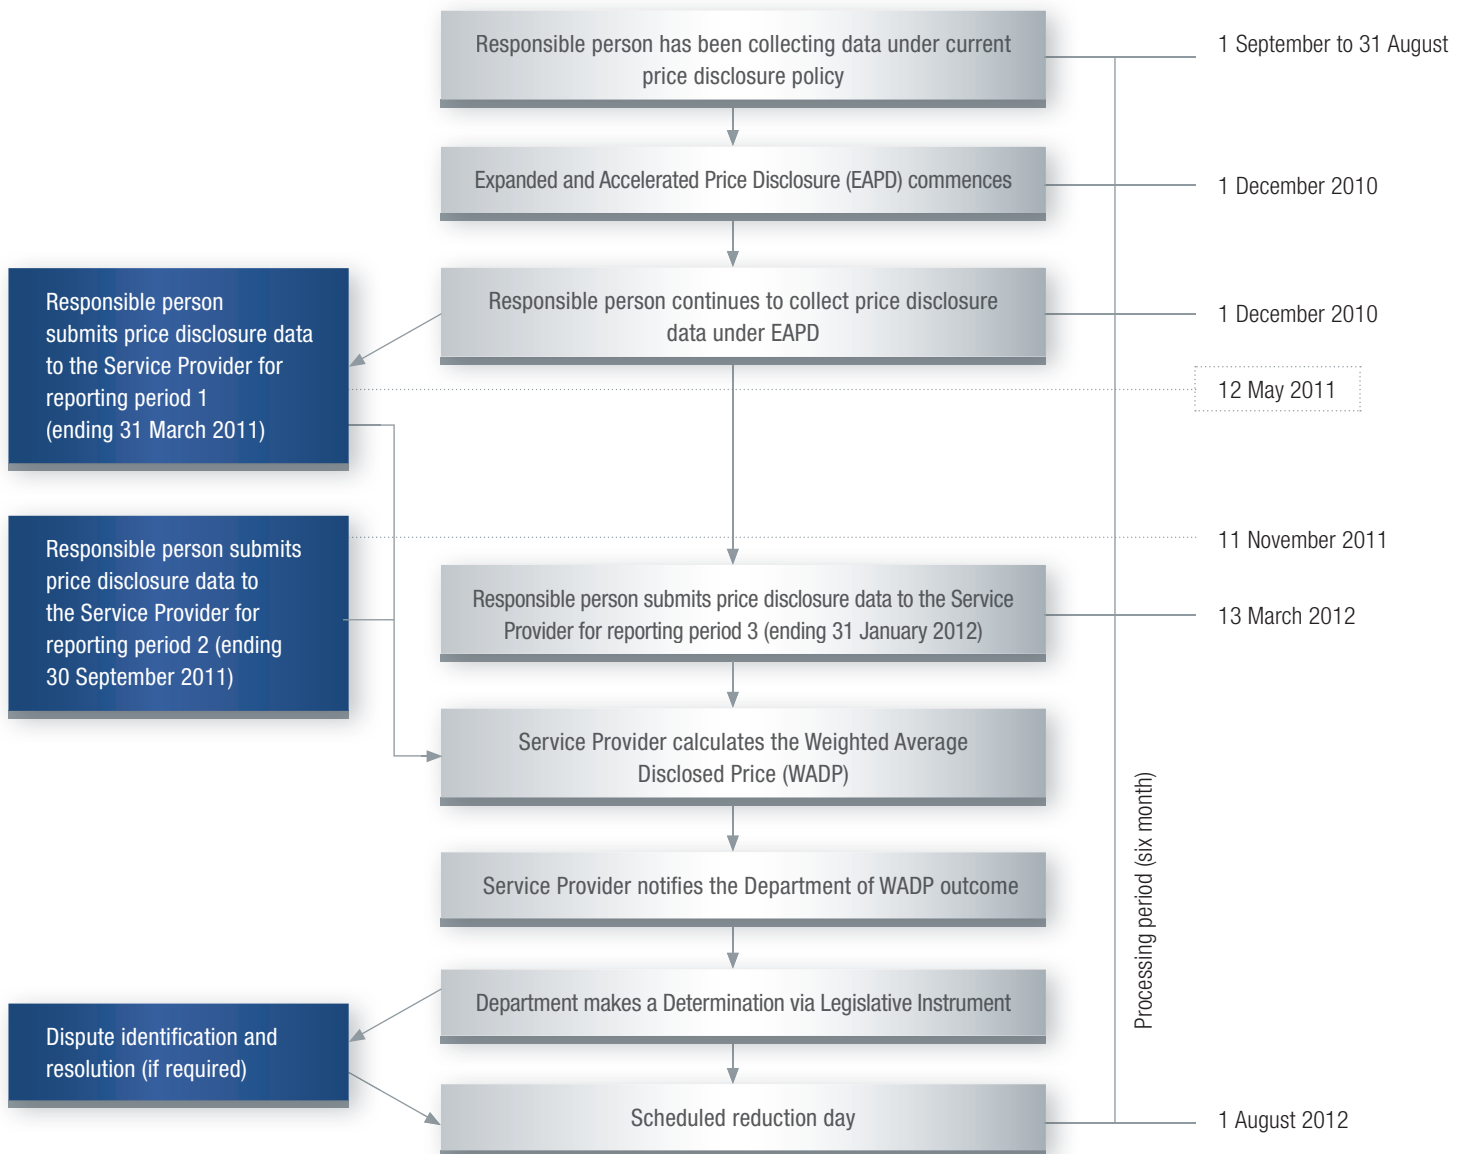 Responsible person has been collecting data under current
price disclosure policy
1 September to 31 August
Expanded and Accelerated Price Disclosure (EAPD) commences
1 December 2010
Responsible person continues to collect price disclosure
data under EAPD
1 December 2010
Responsible person
submits price disclosure data
to the Service Provider for
reporting period 1
(ending 31 March 2011)
12 May 2011
Responsible person submits
price disclosure data to
the Service Provider for
reporting period 2 (ending
30 September 2011)
11 November 2011
Responsible person submits price disclosure data to the Service
Provider for reporting period 3 (ending 31 January 2012)
13 March 2012
Service Provider calculates the Weighted Average
Disclosed Price (WADP)
Service Provider notifies the Department of WADP outcome
Processing period (six month)
Department makes a Determination via Legislative Instrument
Dispute identification and
resolution (if required)
Scheduled reduction day
1 August 2012